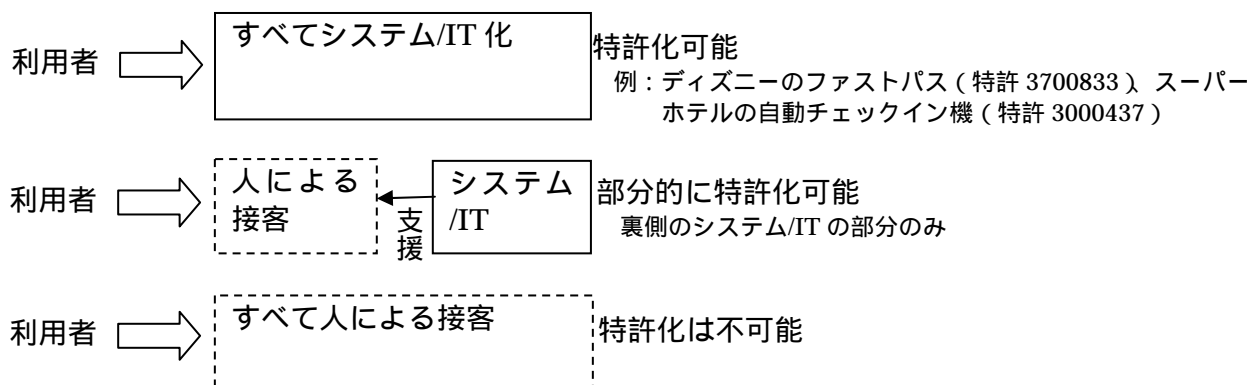 利用者
すべてシステム/IT 化
特許化可能
例：ディズニーのファストパス（特許 3700833）、スーパー
ホテルの自動チェックイン機（特許 3000437）
利用者
人による
接客
支援
システム
/IT
部分的に特許化可能
裏側のシステム/IT の部分のみ
利用者
すべて人による接客
特許化は不可能